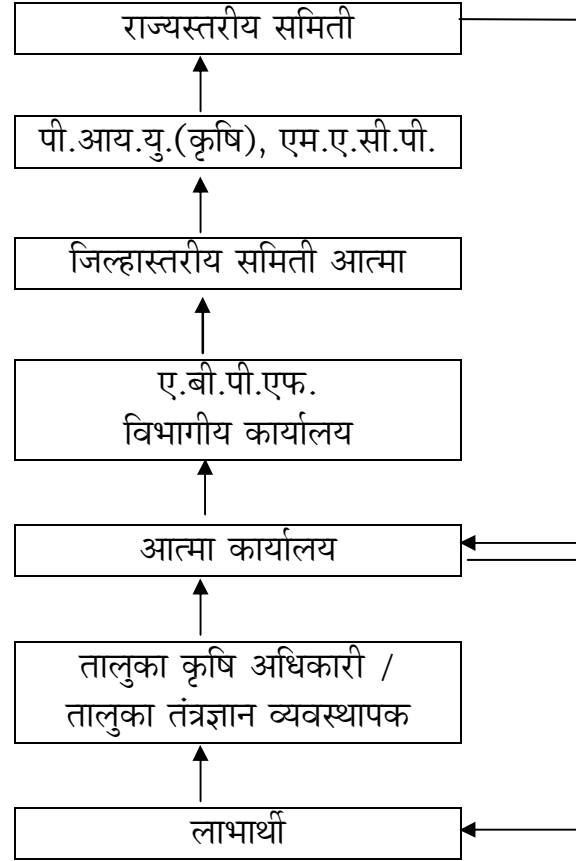 राज्यस्तरीय समिती
पी.आय.यु.(कृषि), एम.ए.सी.पी.
जिल्हास्तरीय समिती आत्मा
ए.बी.पी.एफ.
विभागीय कार्यालय
आत्मा कार्यालय
तालुका कृषि अधिकारी /
तालुका तंत्रज्ञान व्यवस्थापक
लाभार्थी